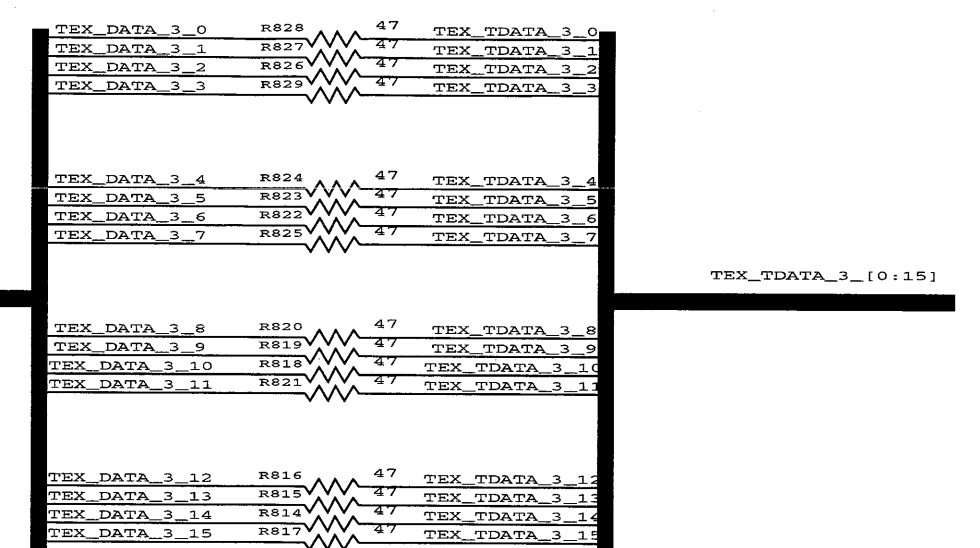 TEX_DATA_3_0 R828 47 TEX_TDATA_3_0
TEX_DATA_3_1 R827 47 TEX_TDATA_3_1
TEX_DATA_3_2 R826 47 TEX_TDATA_3_2
TEX_DATA_3_3 R829 47 TEX_TDATA_3_3
TEX_DATA_3_4 R824 47 TEX_TDATA_3_4
TEX_DATA_3_5 R823 47 TEX_TDATA_3_5
TEX_DATA_3_6 R822 47 TEX_TDATA_3_6
TEX_DATA_3_7 R825 47 TEX_TDATA_3_7
TEX_TDATA_3_[0:15]
TEX_DATA_3_8 R820 47 TEX_TDATA_3_8
TEX_DATA_3_9 R819 47 TEX_TDATA_3_9
TEX_DATA_3_10 R818 47 TEX_TDATA_3_10
TEX_DATA_3_11 R821 47 TEX_TDATA_3_11
TEX_DATA_3_12 R816 47 TEX_TDATA_3_12
TEX_DATA_3_13 R815 47 TEX_TDATA_3_13
TEX_DATA_3_14 R814 47 TEX_TDATA_3_14
TEX_DATA_3_15 R817 47 TEX_TDATA_3_15